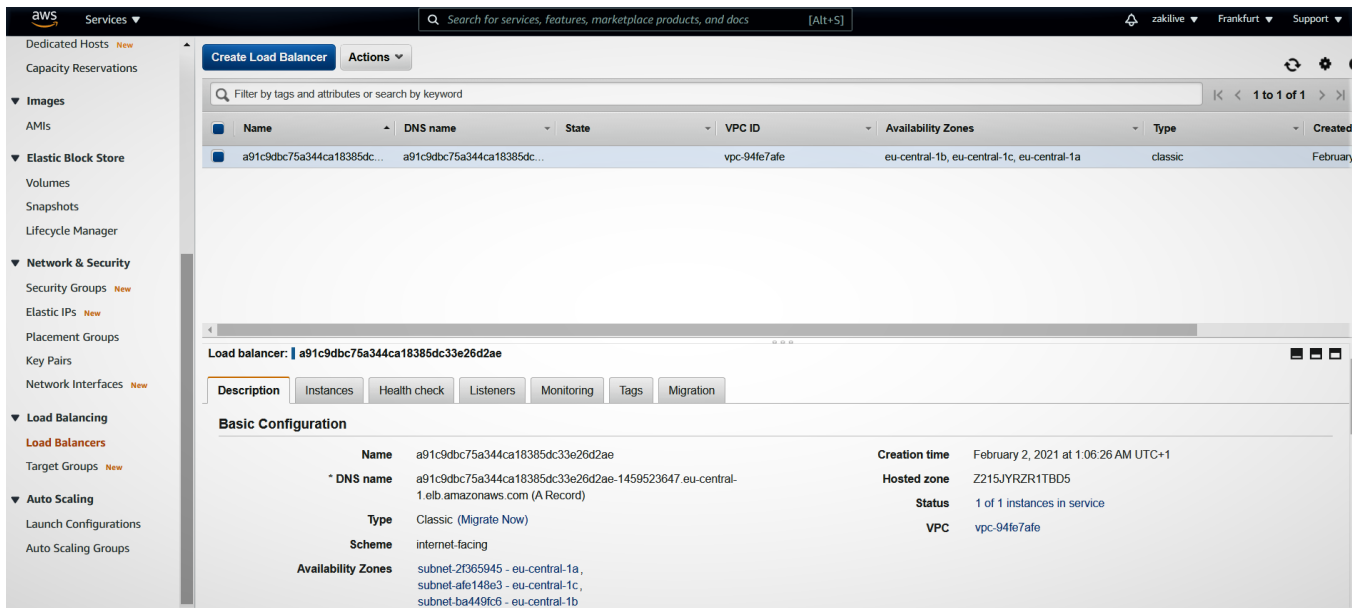 aws Services ▼ Search for services, features, marketplace products, and docs [Alt+S] zakilive ▼ Frankfurt ▼ Support ▼
Dedicated Hosts New
Capacity Reservations
▼ Images
AMIs
▼ Elastic Block Store
Volumes
Snapshots
Lifecycle Manager
▼ Network & Security
Security Groups New
Elastic IPs New
Placement Groups
Key Pairs
Network Interfaces New
▼ Load Balancing
Load Balancers
Target Groups New
▼ Auto Scaling
Launch Configurations
Auto Scaling Groups
Create Load Balancer Actions
Filter by tags and attributes or search by keyword 1 to 1 of 1
Name DNS name State VPC ID Availability Zones Type Created
a91c9dbc75a344ca18385dc... a91c9dbc75a344ca18385dc... vpc-94fe7afe eu-central-1b, eu-central-1c, eu-central-1a classic February
Load balancer: a91c9dbc75a344ca18385dc33e26d2ae
Description Instances Health check Listeners Monitoring Tags Migration
Basic Configuration
Name a91c9dbc75a344ca18385dc33e26d2ae
* DNS name a91c9dbc75a344ca18385dc33e26d2ae-1459523647.eu-central-
1.elb.amazonaws.com (A Record)
Type Classic (Migrate Now)
Scheme internet-facing
Availability Zones subnet-2f365945 - eu-central-1a,
subnet-afe148e3 - eu-central-1c,
subnet-ba449fc6 - eu-central-1b
Creation time February 2, 2021 at 1:06:26 AM UTC+1
Hosted zone Z215JYRZR1TBD5
Status 1 of 1 instances in service
VPC vpc-94fe7afe